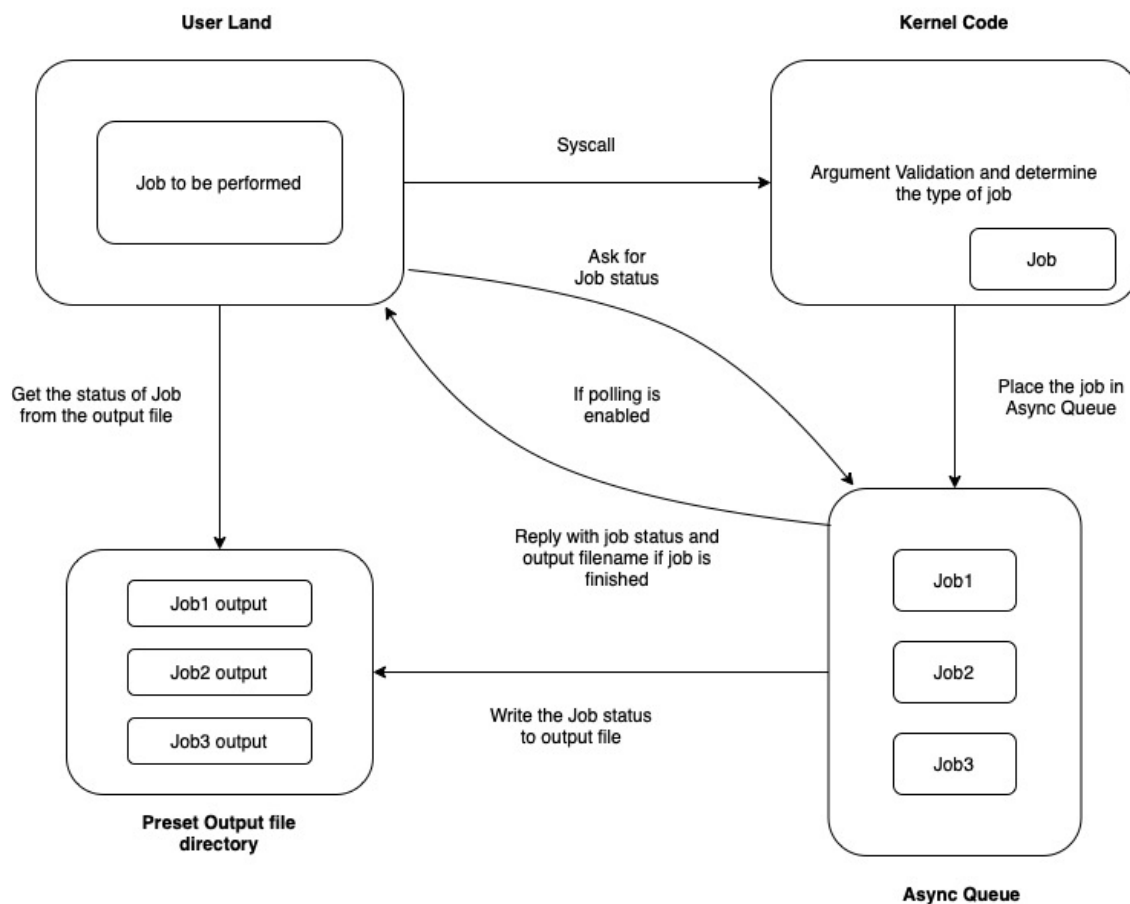 User Land
Kernel Code
Job to be performed
Syscall
Argument Validation and determine
the type of job
Job
Ask for
Job status
Get the status of Job
from the output file
If polling is
enabled
Place the job in
Async Queue
Reply with job status and
output filename if job is
finished
Job1 output
Job2 output
Job3 output
Job1
Job2
Job3
Write the Job status
to output file
Preset Output file
directory
Async Queue